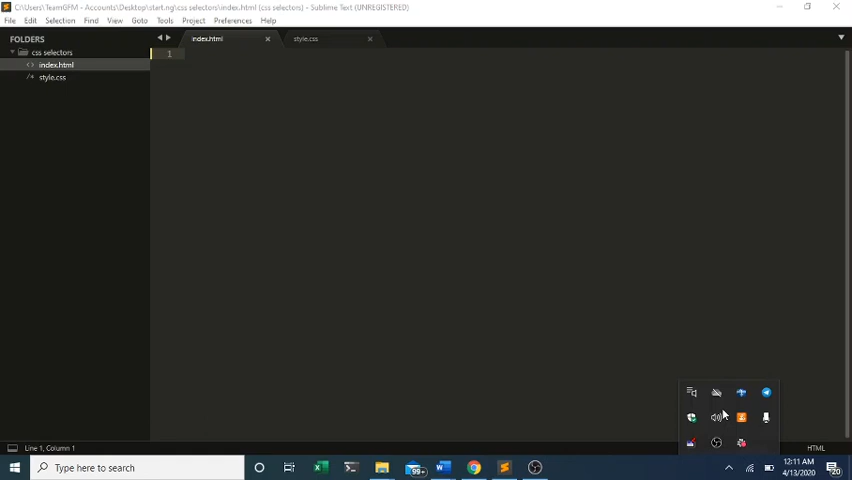 C:\Users\TeamGFM - Accounts\Desktop\start.ng\css selectors\index.html (css selectors) - Sublime Text (UNREGISTERED)
File Edit Selection Find View Goto Tools Project Preferences Help
FOLDERS
css selectors
<> index.html
/* style.css
index.html
style.css
1
Line 1, Column 1
HTML
Type here to search
99+
12:11 AM
4/13/2020
20